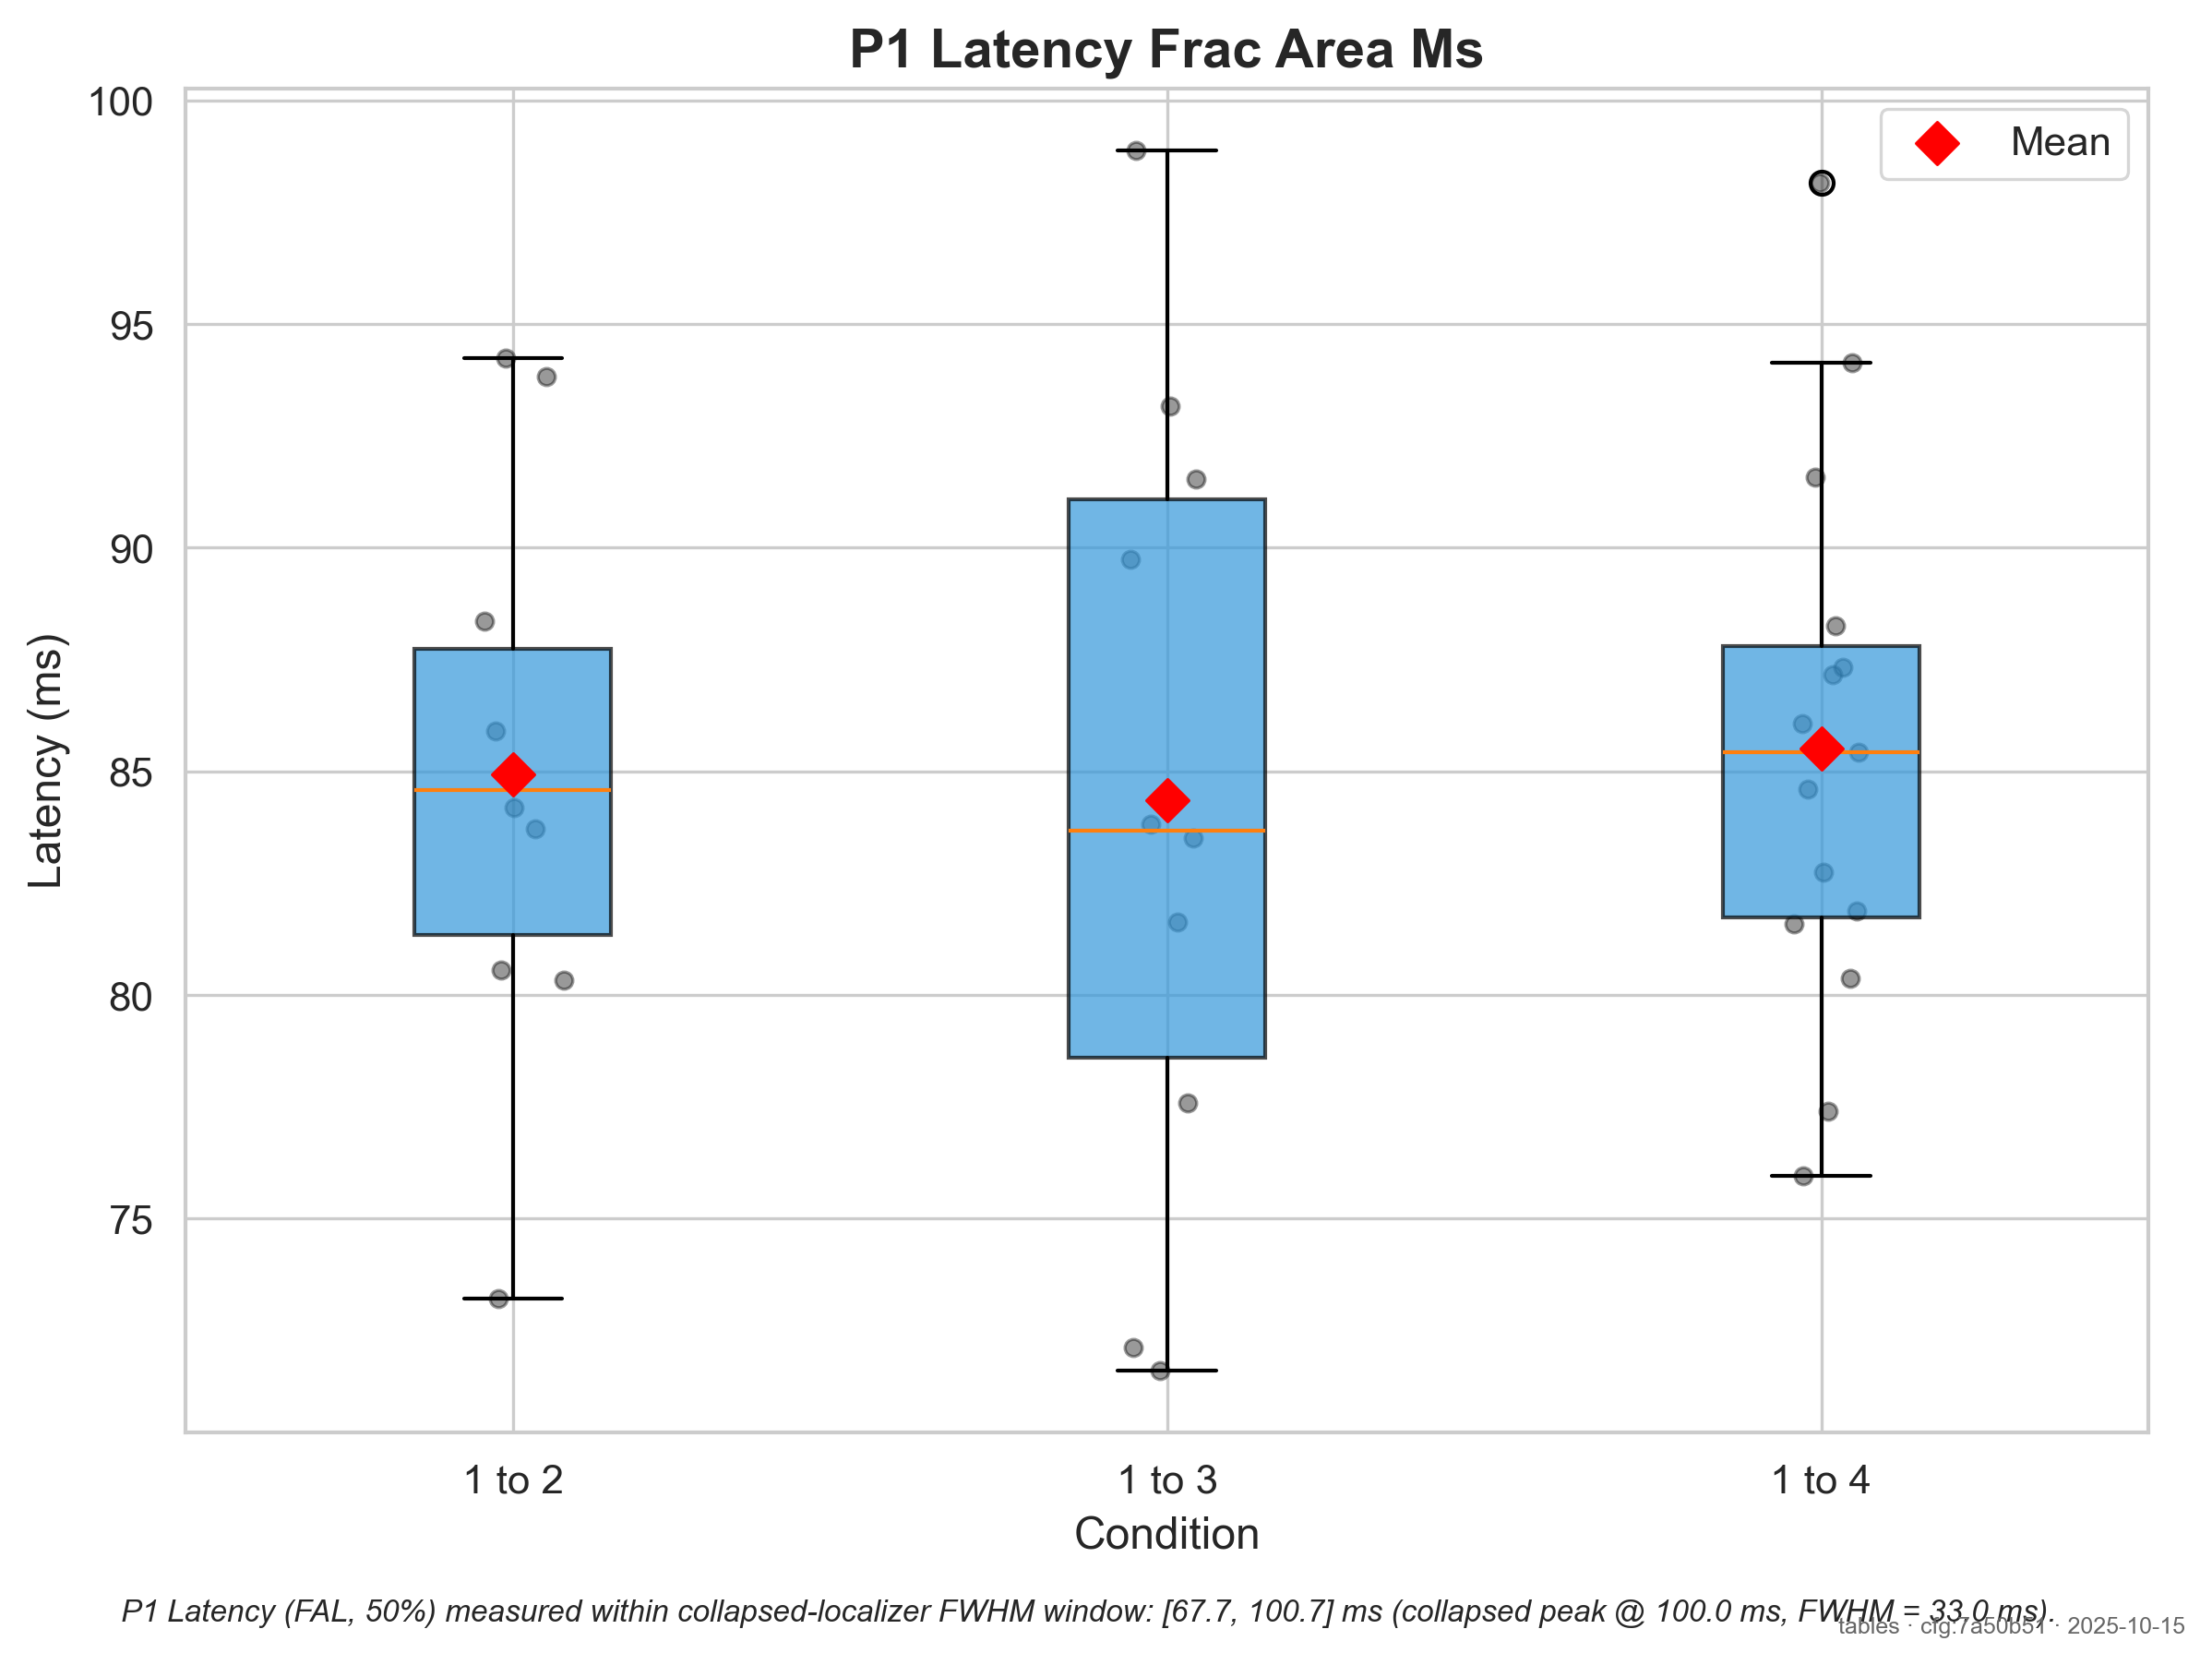 P1 Latency Frac Area Ms
Mean
100
95
90
85
80
75
Latency (ms)
1 to 2
1 to 3
1 to 4
Condition
P1 Latency (FAL, 50%) measured within collapsed-localizer FWHM window: [67.7, 100.7] ms (collapsed peak @ 100.0 ms, FWHM = 33.0 ms).
tables · cfg:7a50b51 · 2025-10-15